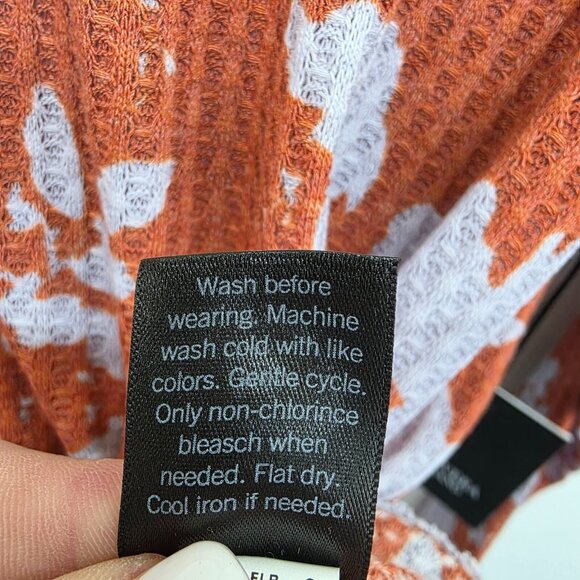 Wash before
wearing. Machine
wash cold with like
colors. Gentle cycle.
Only non-chlorince
bleasch when
needed. Flat dry.
Cool iron if needed.